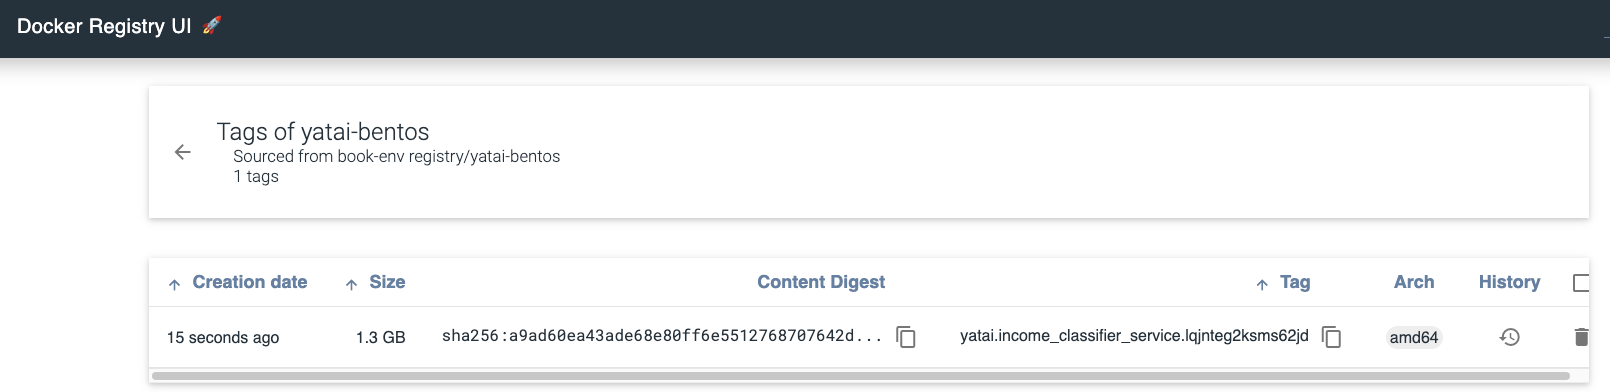 Docker Registry UI 🚀
Tags of yatai-bentos
Sourced from book-env registry/yatai-bentos
1 tags
Creation date Size Content Digest Tag Arch History
15 seconds ago 1.3 GB sha256:a9ad60ea43ade68e80ff6e5512768707642d... yatai.income_classifier_service.lqjnteg2ksms62jd amd64